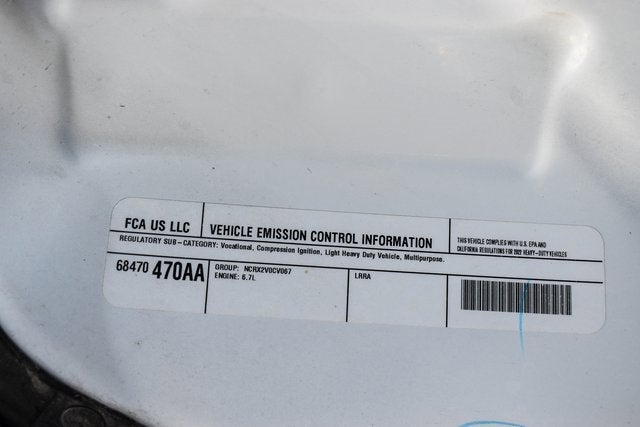 FCA US LLC
VEHICLE EMISSION CONTROL INFORMATION
THIS VEHICLE COMPLIES WITH U.S. EPA AND
CALIFORNIA REGULATIONS FOR 2022 HEAVY-DUTY VEHICLES
REGULATORY SUB-CATEGORY: Vocational, Compression Ignition, Light Heavy Duty Vehicle, Multipurpose.
68470 470AA
GROUP: NCRX2VOCV067
ENGINE: 6.7L
LRRA